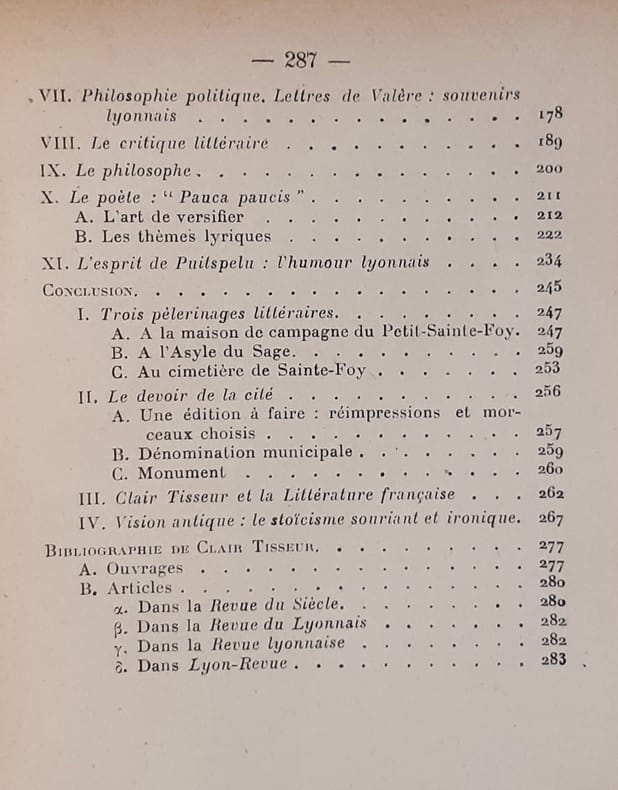 — 287 —
VII. Philosophie politique. Lettres de Valère : souvenirs
lyonnais . . . . . . . . . . . . . . . 178
VIII. Le critique littéraire . . . . . . . . . . . 189
IX. Le philosophe . . . . . . . . . . . . . . 200
X. Le poète : “ Pauca paucis ” . . . . . . . . . . 211
A. L'art de versifier . . . . . . . . . . . . 212
B. Les thèmes lyriques . . . . . . . . . . . 222
XI. L'esprit de Puitspelu : l'humour lyonnais . . . . 234
CONCLUSION. . . . . . . . . . . . . . . . . . 245
I. Trois pèlerinages littéraires. . . . . . . . . 247
A. A la maison de campagne du Petit-Sainte-Foy. 247
B. A l'Asyle du Sage. . . . . . . . . . . 259
C. Au cimetière de Sainte-Foy . . . . . . . 253
II. Le devoir de la cité . . . . . . . . . . . 256
A. Une édition à faire : réimpressions et mor-
ceaux choisis . . . . . . . . . . . . 257
B. Dénomination municipale . . . . . . . . 259
C. Monument . . . . . . . . . . . . . 260
III. Clair Tisseur et la Littérature française . . . 262
IV. Vision antique : le stoïcisme souriant et ironique. 267
BIBLIOGRAPHIE DE CLAIR TISSEUR. . . . . . . . . . 277
A. Ouvrages . . . . . . . . . . . . . . . 277
B. Articles . . . . . . . . . . . . . . . . 280
α. Dans la Revue du Siècle. . . . . . . . . 280
β. Dans la Revue du Lyonnais . . . . . . . 282
γ. Dans la Revue lyonnaise . . . . . . . . 282
δ. Dans Lyon-Revue . . . . . . . . . . . 283